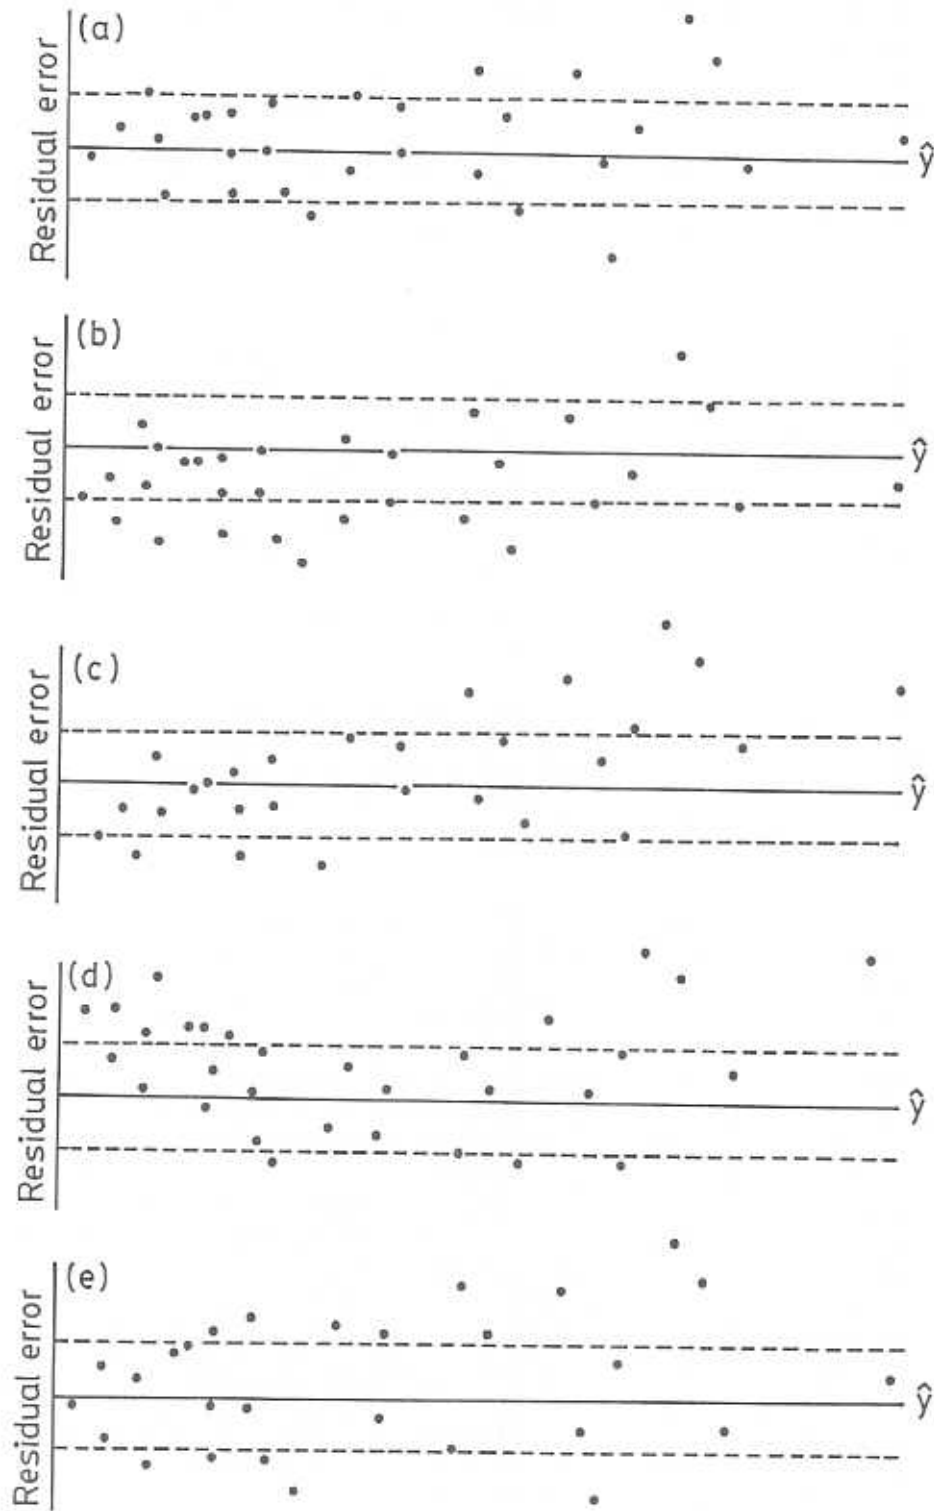 (a)
Residual error
ŷ
(b)
Residual error
ŷ
(c)
Residual error
ŷ
(d)
Residual error
ŷ
(e)
Residual error
ŷ